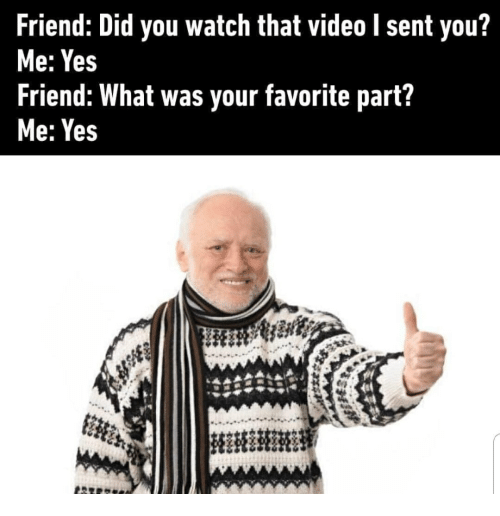 Friend: Did you watch that video I sent you?
Me: Yes
Friend: What was your favorite part?
Me: Yes